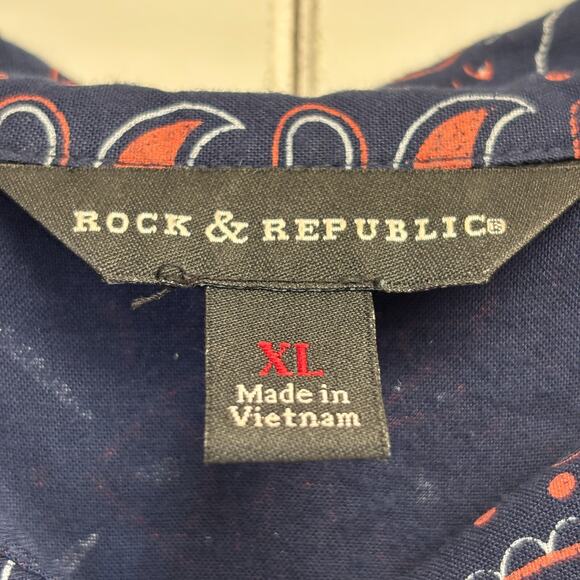 ROCK & REPUBLIC®
XL
Made in
Vietnam